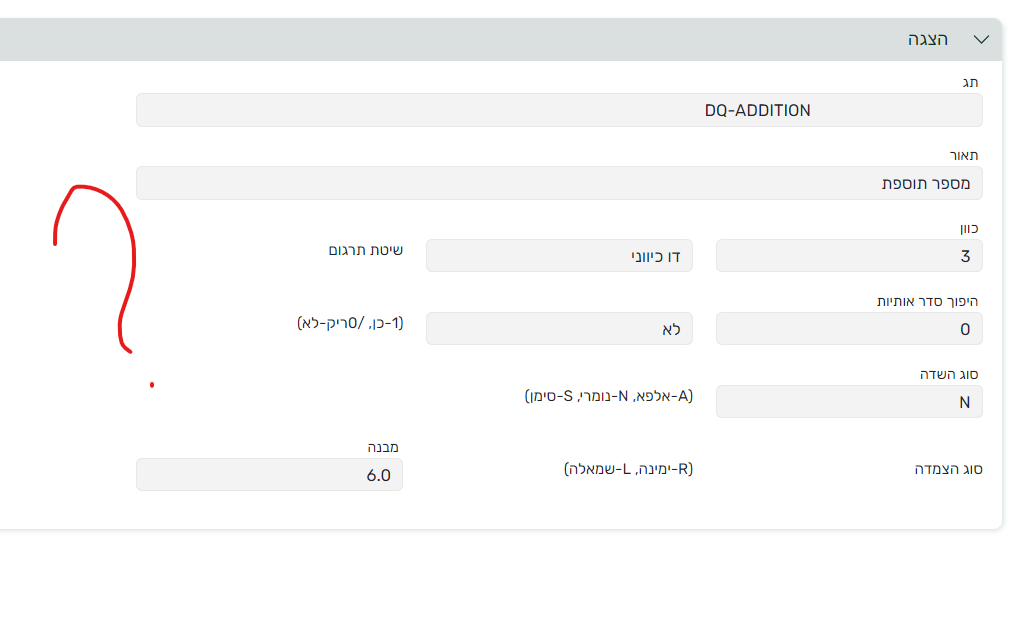 הצגה
תג
DQ-ADDITION
תאור
מספר תוספת
כוון
3 דו כיווני שיטת תרגום
היפוך סדר אותיות
0 לא (1-כן, /0ריק-לא)
סוג השדה
N (A-אלפא, N-נומרי, S-סימן)
מבנה
סוג הצמדה (R-ימינה, L-שמאלה) 6.0